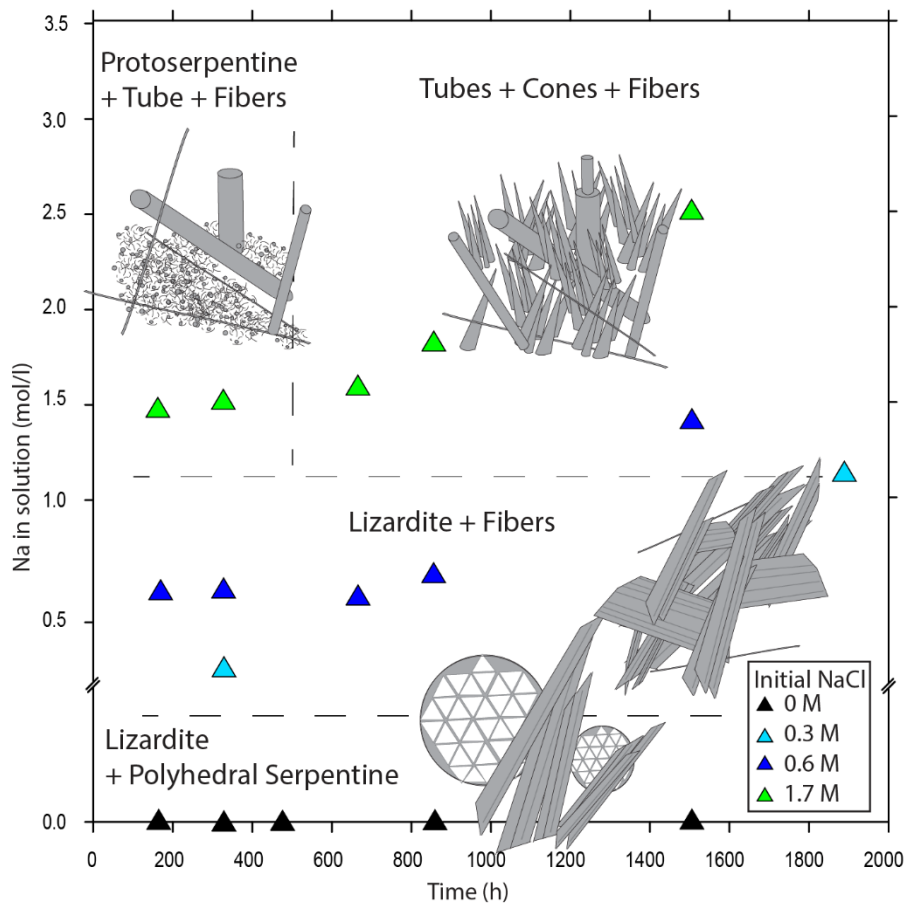 3.5
Protoserpentine
+ Tube + Fibers
Tubes + Cones + Fibers
3.0
2.5
2.0
1.5
1.0
0.5
0.0
Na in solution (mol/l)
Lizardite + Fibers
Lizardite
+ Polyhedral Serpentine
Initial NaCl
0 M
0.3 M
0.6 M
1.7 M
0 200 400 600 800 1000 1200 1400 1600 1800 2000
Time (h)